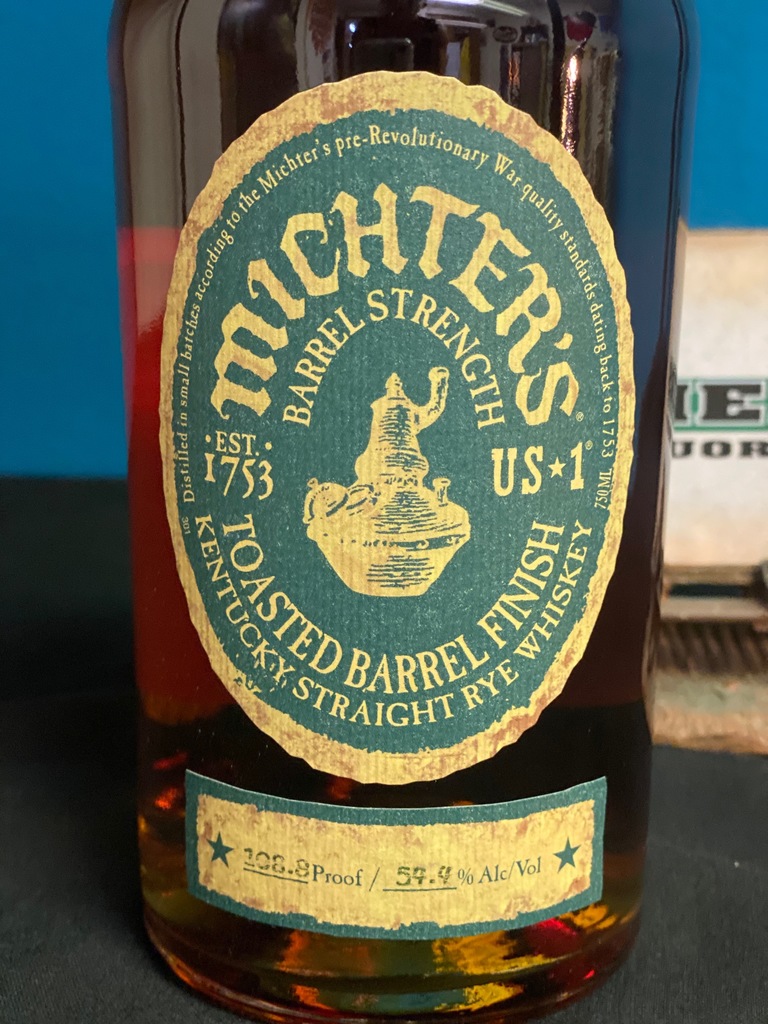 Distilled in small batches according to the Michter's pre-Revolutionary War quality standards dating back to 1753
MICHTER'S®
BARREL STRENGTH
·EST.·
1753
US★1®
750 ML
TOASTED BARREL FINISH
KENTUCKY STRAIGHT RYE WHISKEY
★ 108.8 Proof / 54.4 % Alc/Vol ★